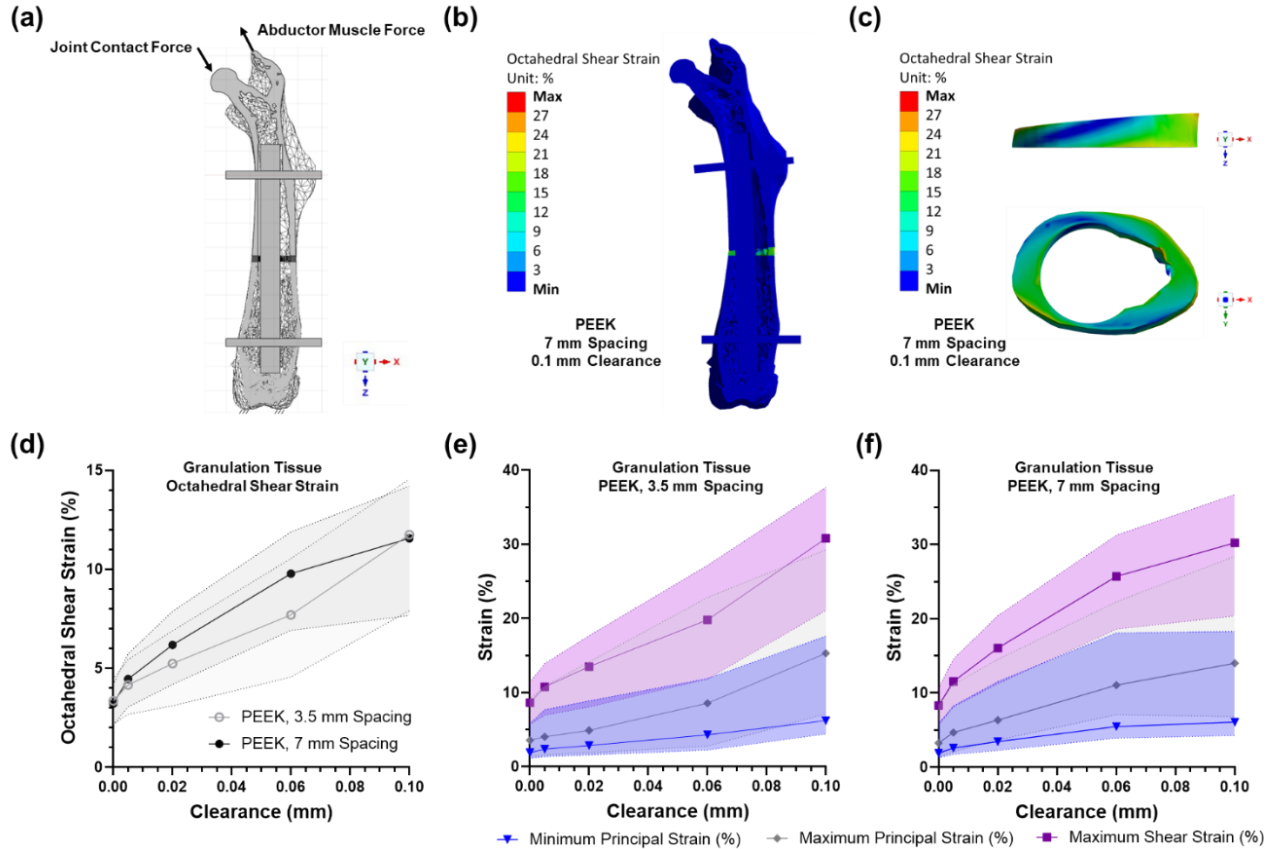 (a)
Abductor Muscle Force
Joint Contact Force
Y
X
Z
(b)
Octahedral Shear Strain
Unit: %
Max
27
24
21
18
15
12
9
6
3
Min
PEEK
7 mm Spacing
0.1 mm Clearance
(c)
Octahedral Shear Strain
Unit: %
Max
27
24
21
18
15
12
9
6
3
Min
PEEK
7 mm Spacing
0.1 mm Clearance
Y
X
Z
X
Y
(d)
Granulation Tissue
Octahedral Shear Strain
Octahedral Shear Strain (%)
15
10
5
0
PEEK, 3.5 mm Spacing
PEEK, 7 mm Spacing
0.00 0.02 0.04 0.06 0.08 0.10
Clearance (mm)
(e)
Granulation Tissue
PEEK, 3.5 mm Spacing
Strain (%)
40
30
20
10
0
0.00 0.02 0.04 0.06 0.08 0.10
Clearance (mm)
(f)
Granulation Tissue
PEEK, 7 mm Spacing
Strain (%)
40
30
20
10
0
0.00 0.02 0.04 0.06 0.08 0.10
Clearance (mm)
Minimum Principal Strain (%) Maximum Principal Strain (%) Maximum Shear Strain (%)